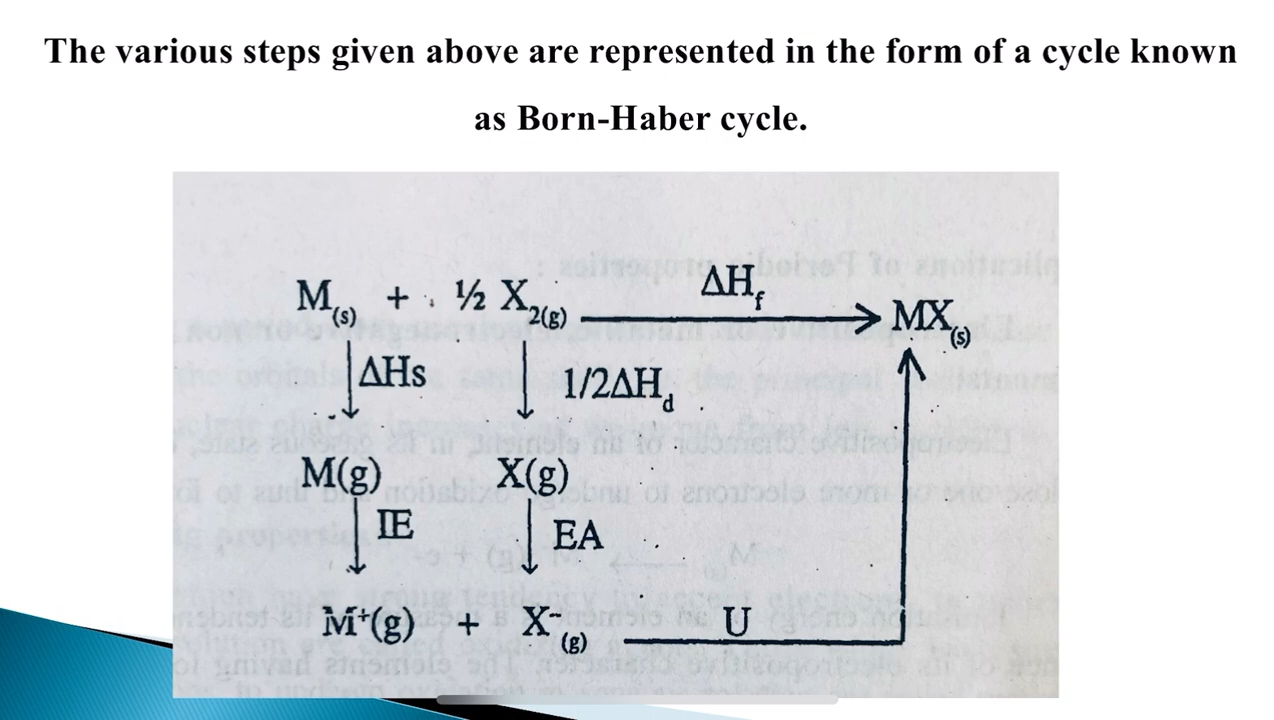 The various steps given above are represented in the form of a cycle known
as Born-Haber cycle.
M(s) + ½ X2(g) ΔHf MX(s)
ΔHs 1/2ΔHd
M(g) X(g)
IE EA
M⁺(g) + X⁻(g) U